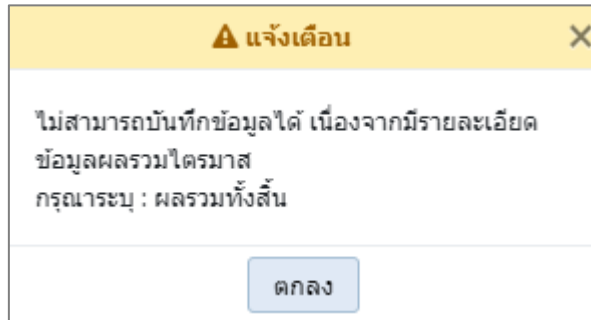 แจ้งเตือน
ไม่สามารถบันทึกข้อมูลได้ เนื่องจากมีรายละเอียด
ข้อมูลผลรวมไตรมาส
กรุณาระบุ : ผลรวมทั้งสิ้น
ตกลง